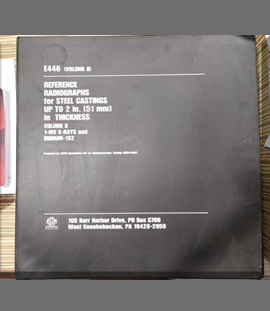 E446 (VOLUME II)
REFERENCE
RADIOGRAPHS
for STEEL CASTINGS
UP TO 2 in. (51 mm)
in THICKNESS
VOLUME II
1-MV X-RAYS and
IRIDIUM-192
100 Barr Harbor Drive, PO Box C700
West Conshohocken, PA 19428-2959